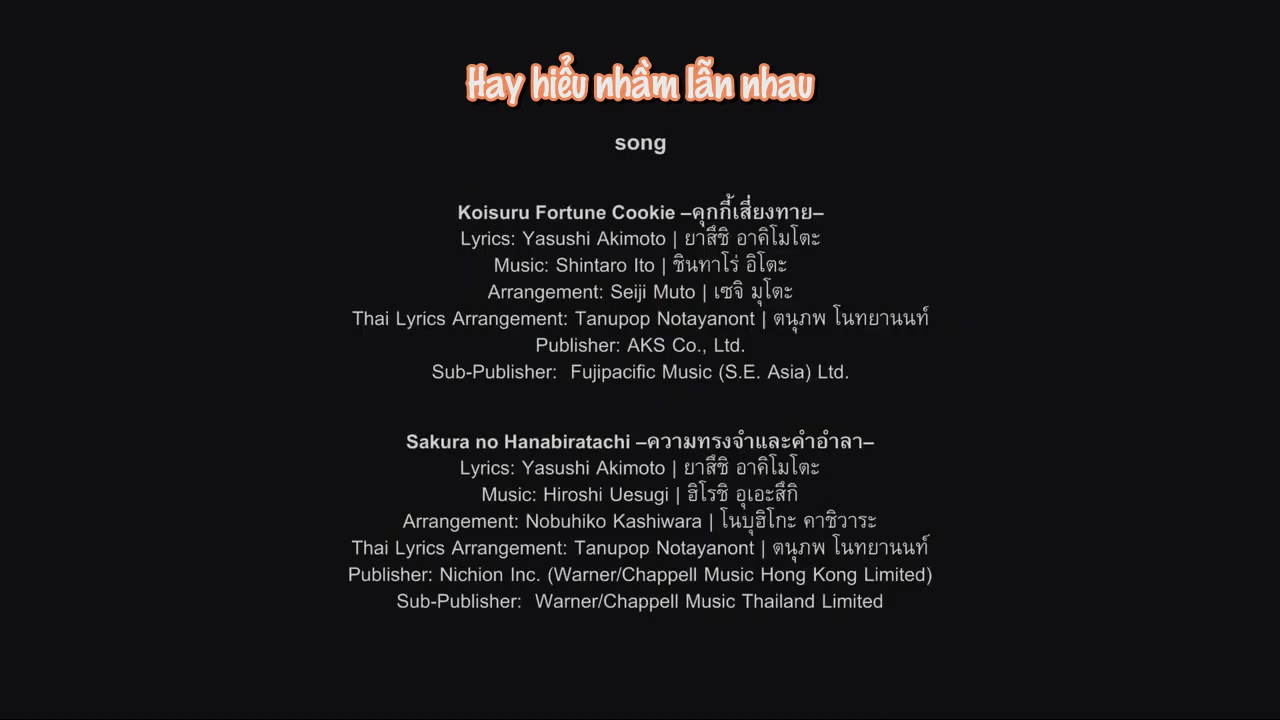 Hay hiểu nhầm lẫn nhau
song
Koisuru Fortune Cookie –คุกกี้เสี่ยงทาย–
Lyrics: Yasushi Akimoto | ยาสึชิ อาคิโมโตะ
Music: Shintaro Ito | ชินทาโร่ อิโตะ
Arrangement: Seiji Muto | เซจิ มุโตะ
Thai Lyrics Arrangement: Tanupop Notayanont | ตนุภพ โนทยานนท์
Publisher: AKS Co., Ltd.
Sub-Publisher:  Fujipacific Music (S.E. Asia) Ltd.
Sakura no Hanabiratachi –ความทรงจำและคำอำลา–
Lyrics: Yasushi Akimoto | ยาสึชิ อาคิโมโตะ
Music: Hiroshi Uesugi | ฮิโรชิ อุเอะสึกิ
Arrangement: Nobuhiko Kashiwara | โนบุฮิโกะ คาชิวาระ
Thai Lyrics Arrangement: Tanupop Notayanont | ตนุภพ โนทยานนท์
Publisher: Nichion Inc. (Warner/Chappell Music Hong Kong Limited)
Sub-Publisher:  Warner/Chappell Music Thailand Limited